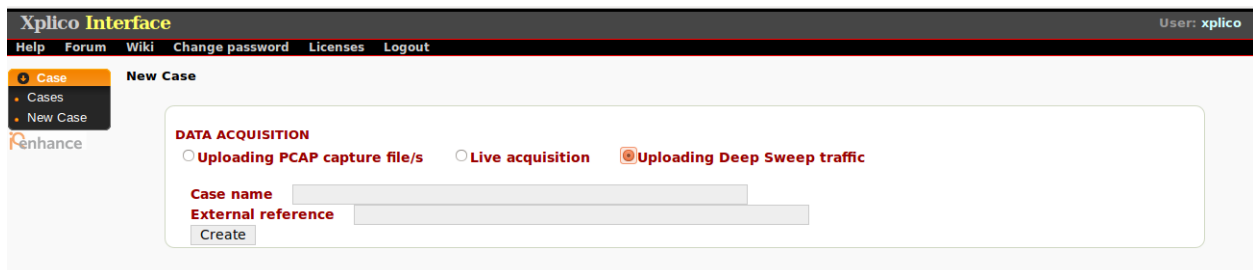 Xplico Interface User: xplico
Help Forum Wiki Change password Licenses Logout
Case
Cases
New Case
iSenhance
New Case
DATA ACQUISITION
Uploading PCAP capture file/s Live acquisition Uploading Deep Sweep traffic
Case name
External reference
Create